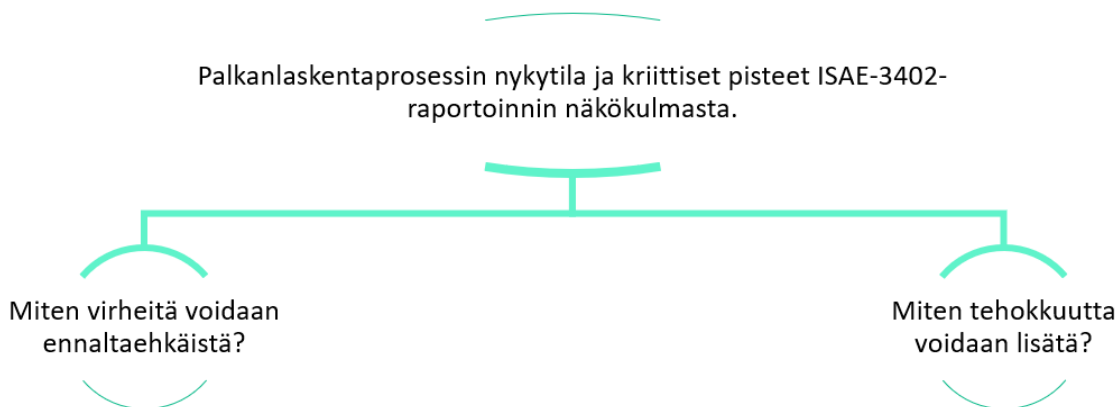 Palkanlaskentaprosessin nykytila ja kriittiset pisteet ISAE-3402-
raportoinnin näkökulmasta.
Miten virheitä voidaan
ennaltaehkäistä?
Miten tehokkuutta
voidaan lisätä?